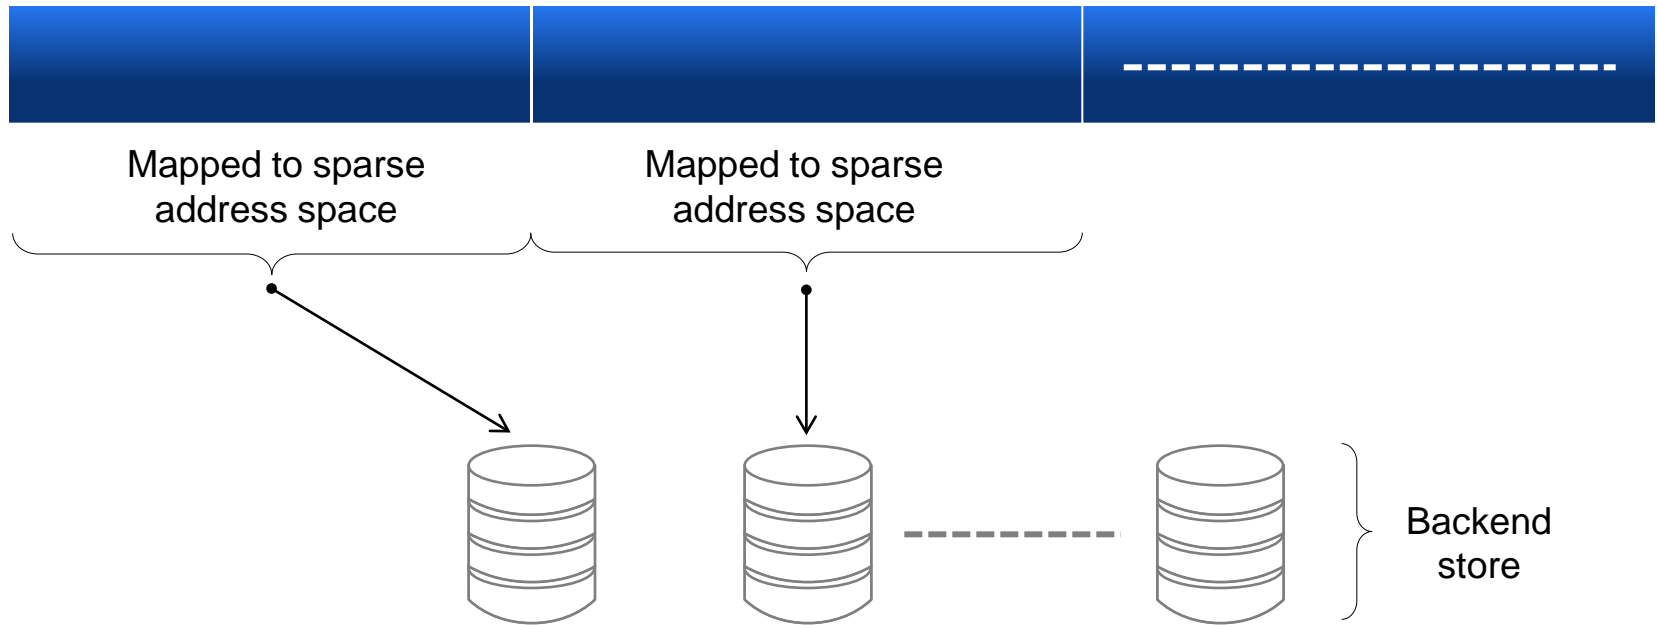 Mapped to sparse
address space
Mapped to sparse
address space
Backend
store